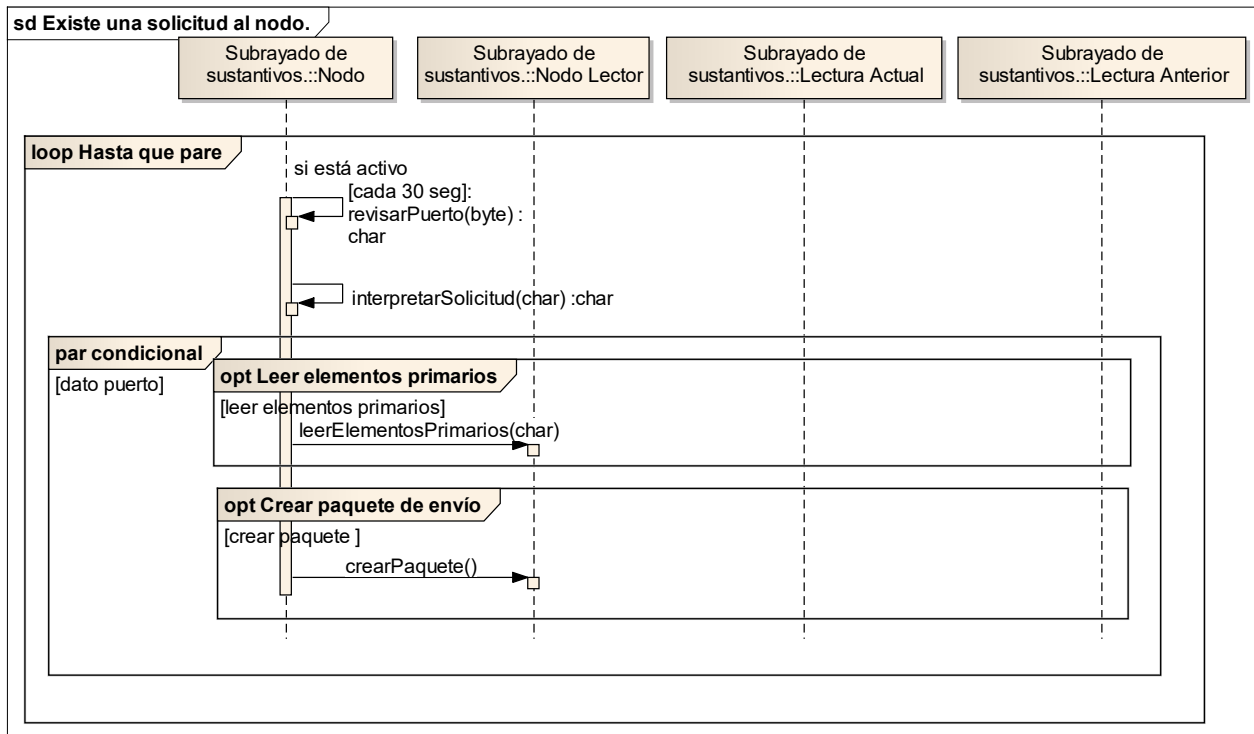 sd Existe una solicitud al nodo.
Subrayado de
sustantivos.::Nodo
Subrayado de
sustantivos.::Nodo Lector
Subrayado de
sustantivos.::Lectura Actual
Subrayado de
sustantivos.::Lectura Anterior
loop Hasta que pare
si está activo
[cada 30 seg]:
revisarPuerto(byte) :
char
interpretarSolicitud(char) :char
par condicional
[dato puerto]
opt Leer elementos primarios
[leer elementos primarios]
leerElementosPrimarios(char)
opt Crear paquete de envío
[crear paquete ]
crearPaquete()